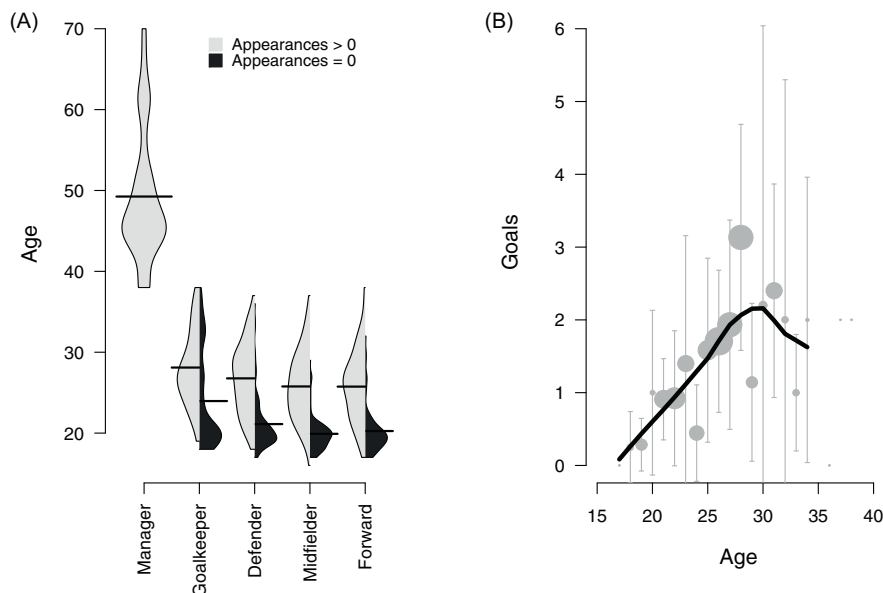 (A)
Appearances > 0
Appearances = 0
Age
70
60
50
40
30
20
Manager
Goalkeeper
Defender
Midfielder
Forward
(B)
Goals
6
5
4
3
2
1
0
15 20 25 30 35 40
Age